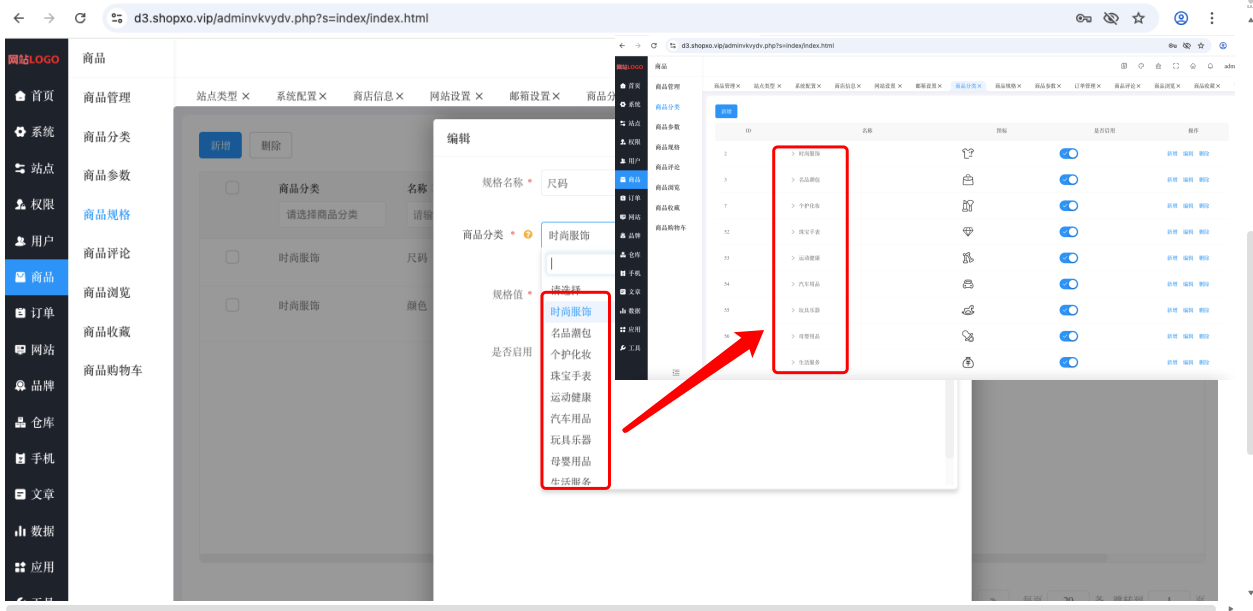 d3.shopxo.vip/adminvkvydv.php?s=index/index.html
网站LOGO
首页
系统
站点
权限
用户
商品
订单
网站
品牌
仓库
手机
文章
数据
应用
工具
商品
商品管理
商品分类
商品参数
商品规格
商品评论
商品浏览
商品收藏
商品购物车
站点类型 ×
系统配置 ×
商店信息 ×
网站设置 ×
邮箱设置 ×
商品分
新增
删除
商品分类
名称
请选择商品分类
请输
时尚服饰
尺码
时尚服饰
颜色
编辑
规格名称 *
尺码
商品分类 *
时尚服饰
规格值 *
是否启用
请选择
时尚服饰
名品潮包
个护化妆
珠宝手表
运动健康
汽车用品
玩具乐器
母婴用品
生活服务
每页 20 条 跳转到 1 页
d3.shopxo.vip/adminvkvydv.php?s=index/index.html
网站LOGO
首页
系统
站点
权限
用户
商品
订单
网站
品牌
仓库
手机
文章
数据
应用
工具
商品
商品管理
商品分类
商品参数
商品规格
商品评论
商品浏览
商品收藏
商品购物车
adm
商品管理 × 站点类型 × 系统配置 × 商店信息 × 网站设置 × 邮箱设置 × 商品分类 × 商品规格 × 商品参数 × 订单管理 × 商品评论 × 商品浏览 × 商品收藏 ×
新增
ID 名称 图标 是否启用 操作
2 > 时尚服饰 新增 编辑 删除
3 > 名品潮包 新增 编辑 删除
7 > 个护化妆 新增 编辑 删除
52 > 珠宝手表 新增 编辑 删除
53 > 运动健康 新增 编辑 删除
54 > 汽车用品 新增 编辑 删除
55 > 玩具乐器 新增 编辑 删除
56 > 母婴用品 新增 编辑 删除
> 生活服务 新增 编辑 删除